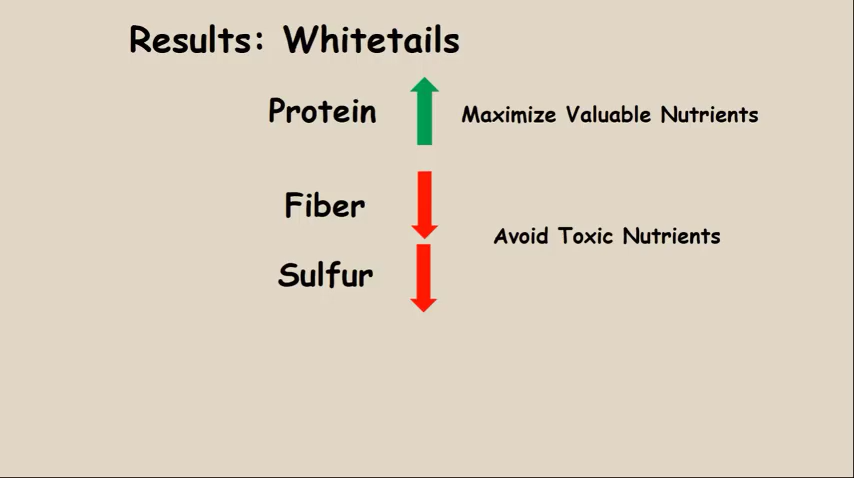 Results: Whitetails
Protein
Maximize Valuable Nutrients
Fiber
Avoid Toxic Nutrients
Sulfur